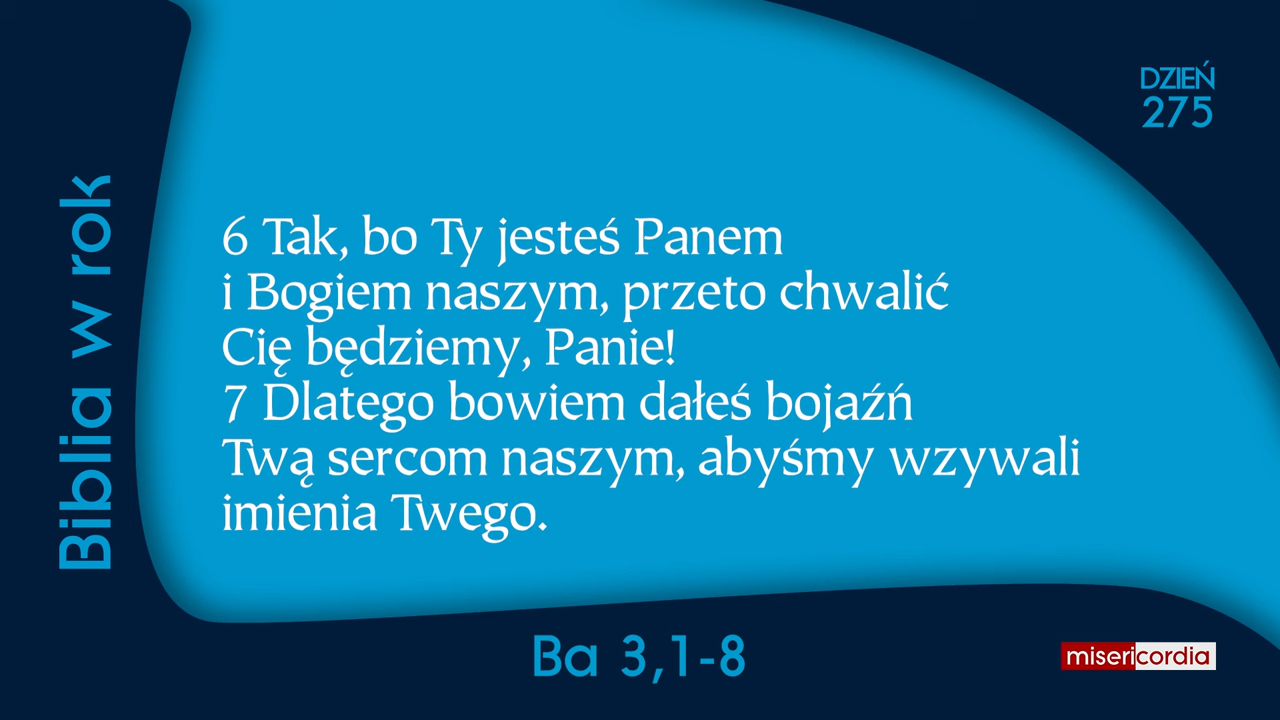 DZIEŃ
275
Biblia w rok
6 Tak, bo Ty jesteś Panem
i Bogiem naszym, przeto chwalić
Cię będziemy, Panie!
7 Dlatego bowiem dałeś bojaźń
Twą sercom naszym, abyśmy wzywali
imienia Twego.
Ba 3,1-8
misericordia